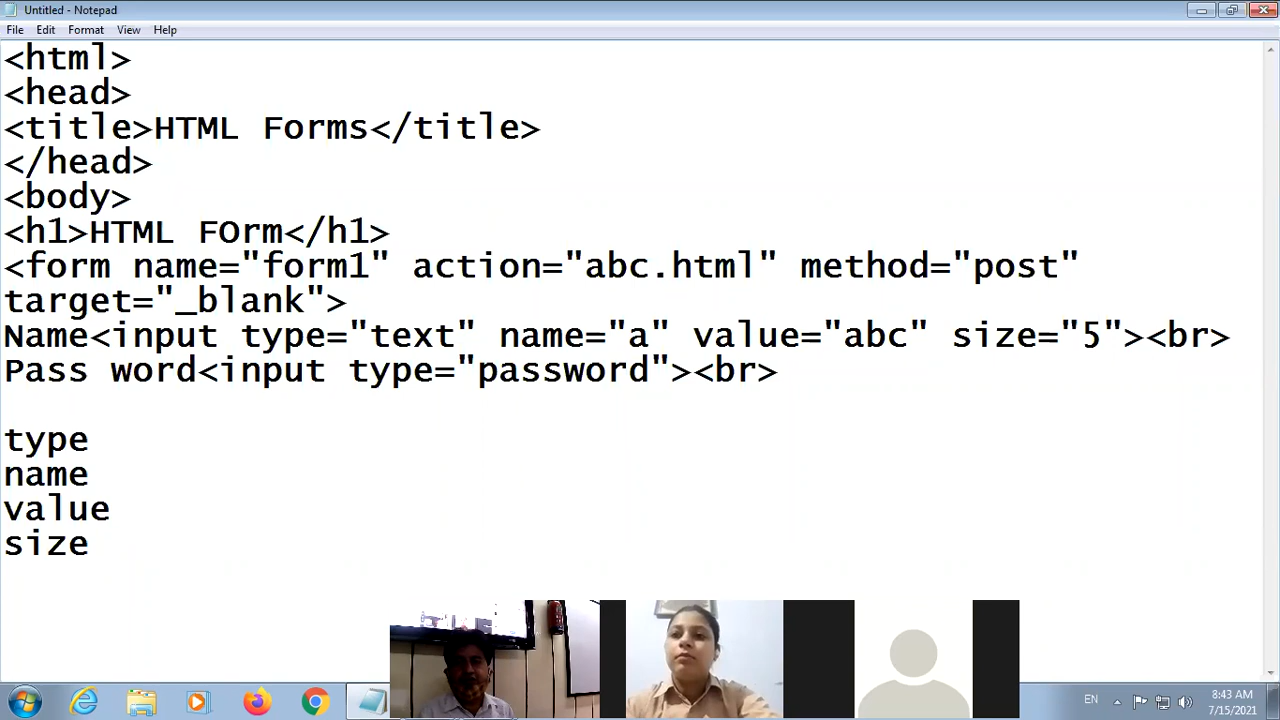 Untitled - Notepad
File Edit Format View Help
<html>
<head>
<title>HTML Forms</title>
</head>
<body>
<h1>HTML FOrm</h1>
<form name="form1" action="abc.html" method="post"
target="_blank">
Name<input type="text" name="a" value="abc" size="5"><br>
Pass word<input type="password"><br>
type
name
value
size
EN
8:43 AM
7/15/2021